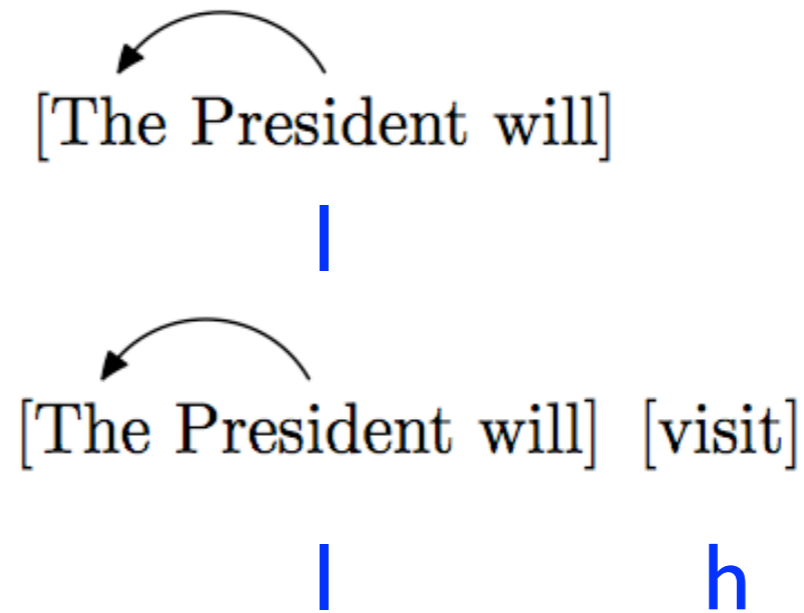 [The President will]
l
[The President will] [visit]
l h